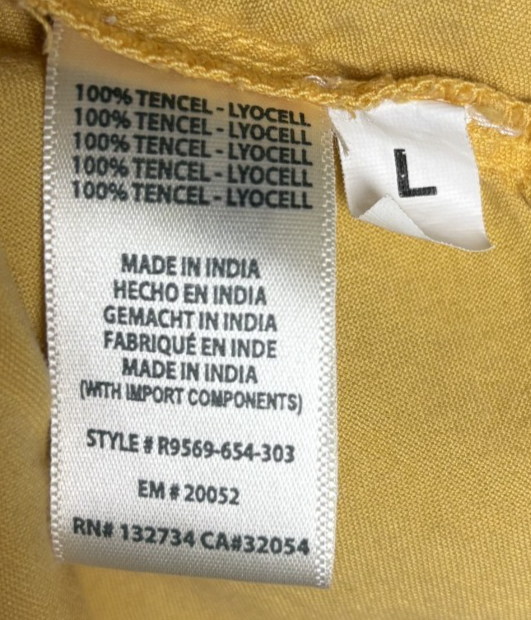 100% TENCEL - LYOCELL
100% TENCEL - LYOCELL
100% TENCEL - LYOCELL
100% TENCEL - LYOCELL
100% TENCEL - LYOCELL
L
MADE IN INDIA
HECHO EN INDIA
GEMACHT IN INDIA
FABRIQUÉ EN INDE
MADE IN INDIA
(WITH IMPORT COMPONENTS)
STYLE # R9569-654-303
EM # 20052
RN# 132734 CA#32054